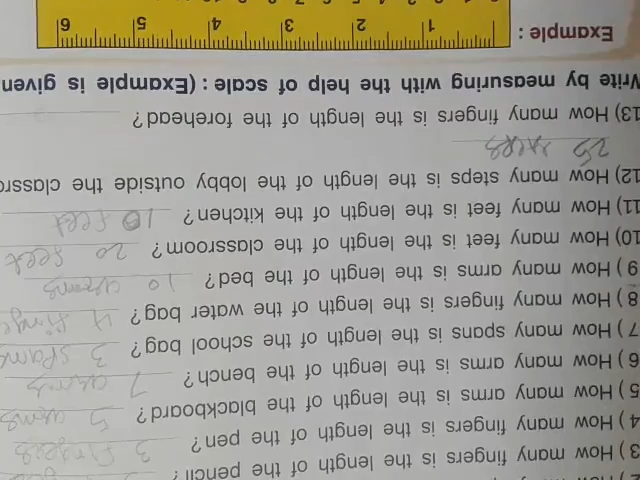 3) How many fingers is the length of the pencil?
4) How many fingers is the length of the pen? 3 fingers
5) How many arms is the length of the blackboard? 5 arms
6) How many arms is the length of the bench? 7 arms
7) How many spans is the length of the school bag? 3 spans
8) How many fingers is the length of the water bag? 4 finge
9) How many arms is the length of the bed? 10 arms
10) How many feet is the length of the classroom? 20 feet
11) How many feet is the length of the kitchen? 10 feet
12) How many steps is the length of the lobby outside the classro
25 steps
13) How many fingers is the length of the forehead?
Write by measuring with the help of scale : (Example is given
Example :
1 2 3 4 5 6